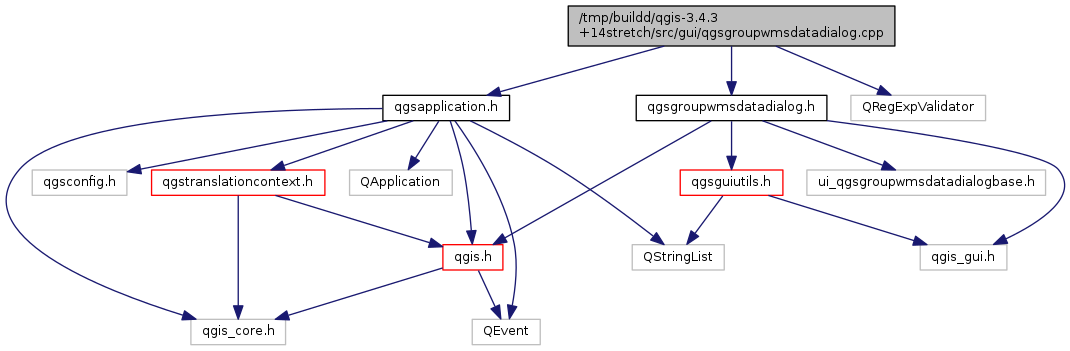 /tmp/buildd/qgis-3.4.3
+14stretch/src/gui/qgsgroupwmsdatadialog.cpp
qgsapplication.h
qgsgroupwmsdatadialog.h
QRegExpValidator
qgsconfig.h
qgstranslationcontext.h
QApplication
qgsguiutils.h
ui_qgsgroupwmsdatadialogbase.h
qgis.h
QStringList
qgis_gui.h
qgis_core.h
QEvent